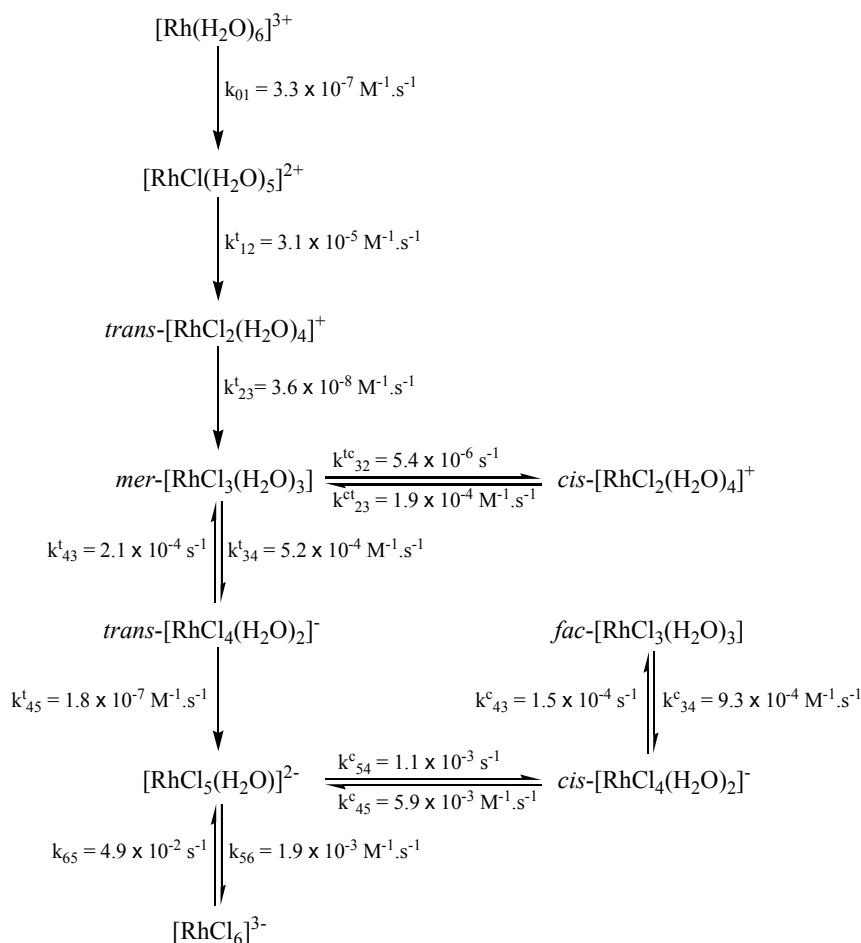 [Rh(H₂O)₆]³⁺
k₀₁ = 3.3 x 10⁻⁷ M⁻¹.s⁻¹
[RhCl(H₂O)₅]²⁺
kᵗ₁₂ = 3.1 x 10⁻⁵ M⁻¹.s⁻¹
trans-[RhCl₂(H₂O)₄]⁺
kᵗ₂₃= 3.6 x 10⁻⁸ M⁻¹.s⁻¹
kᵗᶜ₃₂ = 5.4 x 10⁻⁶ s⁻¹
mer-[RhCl₃(H₂O)₃] cis-[RhCl₂(H₂O)₄]⁺
kᶜᵗ₂₃ = 1.9 x 10⁻⁴ M⁻¹.s⁻¹
kᵗ₄₃ = 2.1 x 10⁻⁴ s⁻¹ kᵗ₃₄ = 5.2 x 10⁻⁴ M⁻¹.s⁻¹
trans-[RhCl₄(H₂O)₂]⁻ fac-[RhCl₃(H₂O)₃]
kᵗ₄₅ = 1.8 x 10⁻⁷ M⁻¹.s⁻¹ kᶜ₄₃ = 1.5 x 10⁻⁴ s⁻¹ kᶜ₃₄ = 9.3 x 10⁻⁴ M⁻¹.s⁻¹
kᶜ₅₄ = 1.1 x 10⁻³ s⁻¹
[RhCl₅(H₂O)]²⁻ cis-[RhCl₄(H₂O)₂]⁻
kᶜ₄₅ = 5.9 x 10⁻³ M⁻¹.s⁻¹
k₆₅ = 4.9 x 10⁻² s⁻¹ k₅₆ = 1.9 x 10⁻³ M⁻¹.s⁻¹
[RhCl₆]³⁻